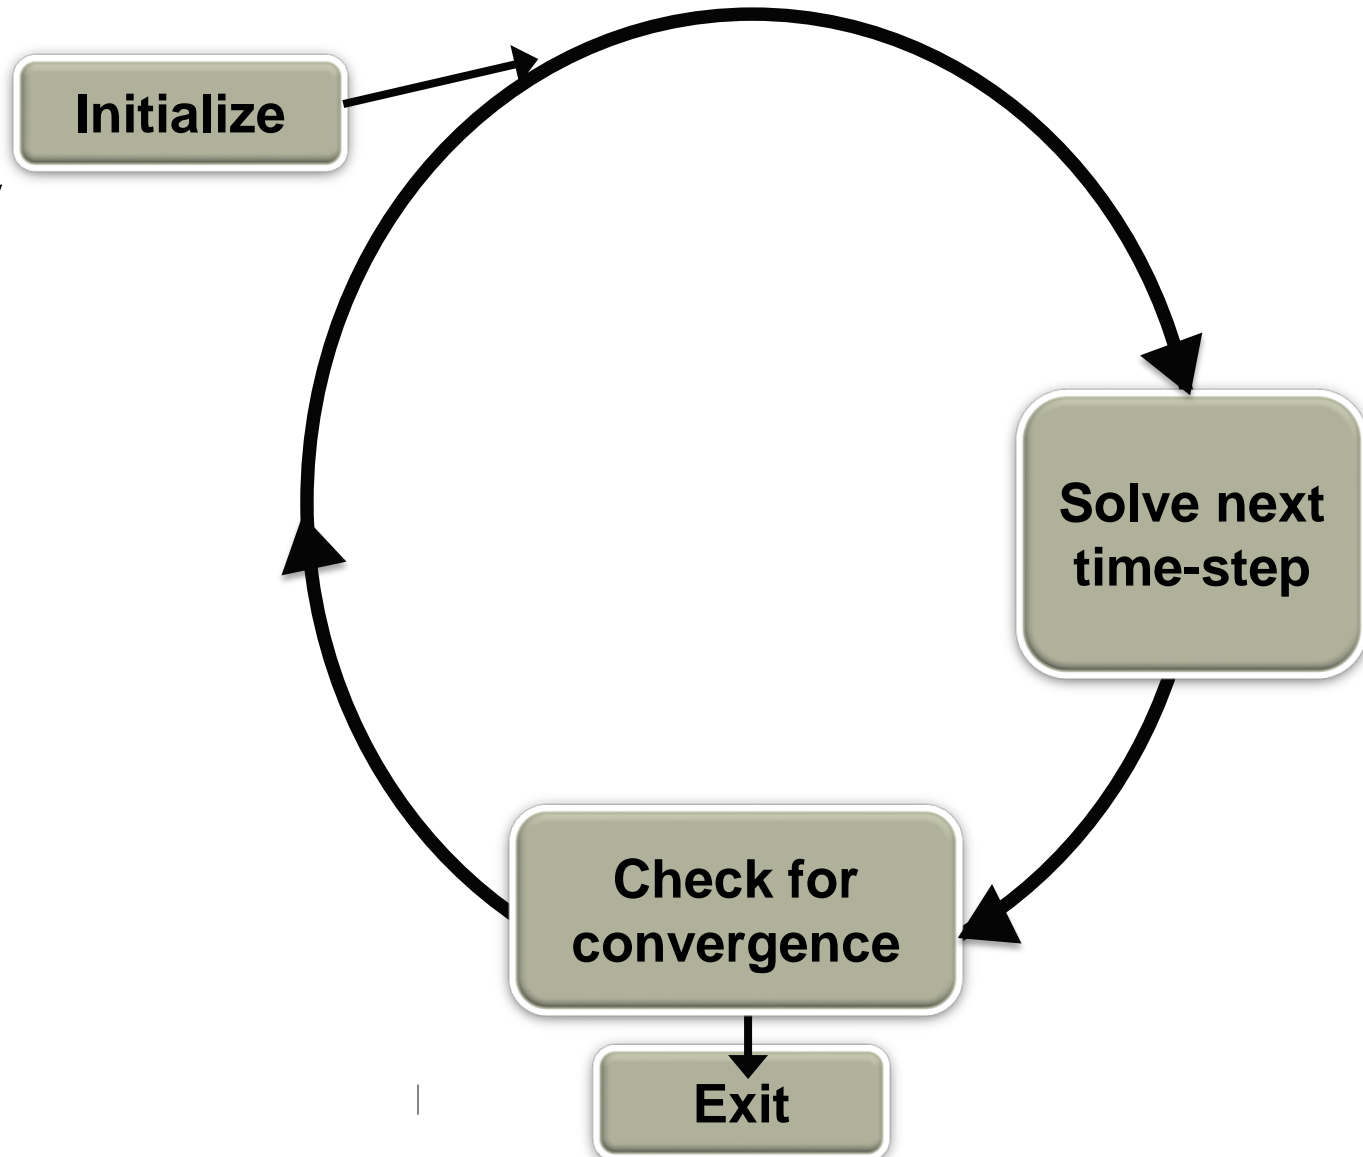 Initialize
Solve next
time-step
Check for
convergence
Exit